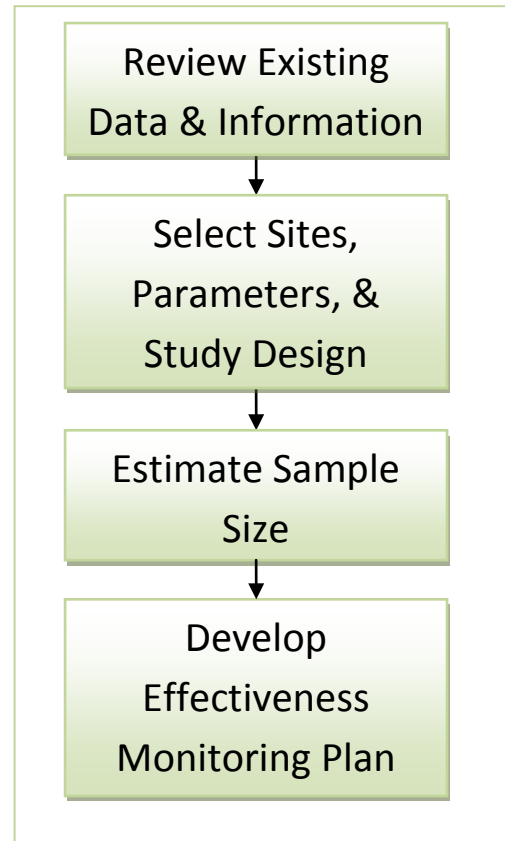 Review Existing
Data & Information
Select Sites,
Parameters, &
Study Design
Estimate Sample
Size
Develop
Effectiveness
Monitoring Plan